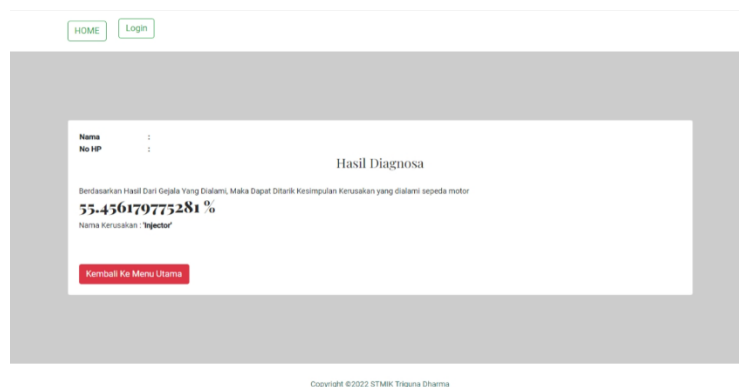 HOME Login
Nama :
No HP :
Hasil Diagnosa
Berdasarkan Hasil Dari Gejala Yang Dialami, Maka Dapat Ditarik Kesimpulan Kerusakan yang dialami sepeda motor
55.456179775281 %
Nama Kerusakan : 'Injector'
Kembali Ke Menu Utama
Copyright ©2022 STMIK Triguna Dharma